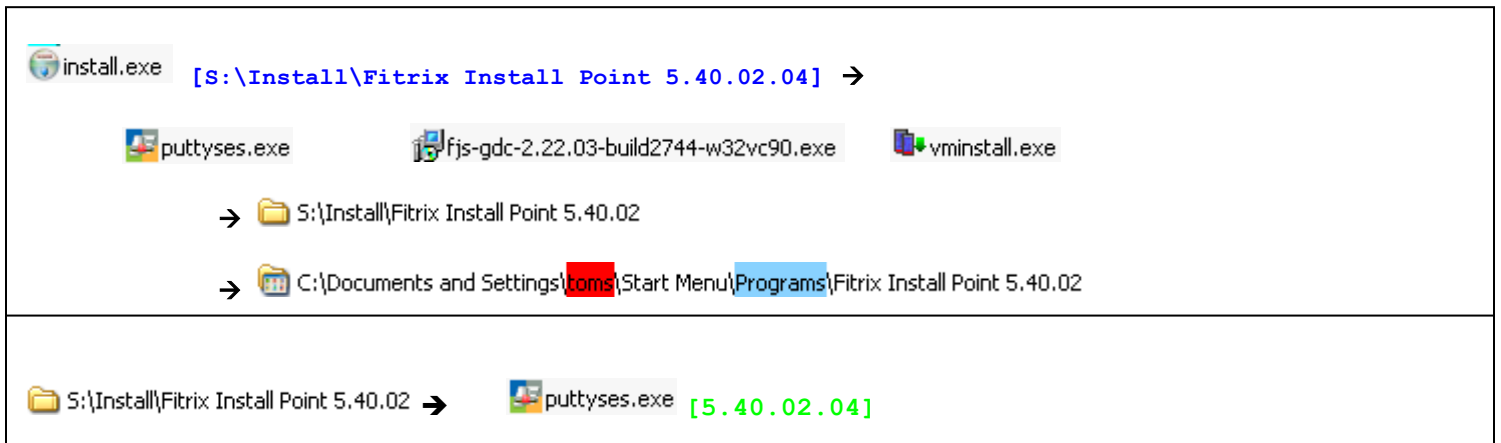 install.exe [S:\Install\Fitrix Install Point 5.40.02.04] →
puttyses.exe fjs-gdc-2.22.03-build2744-w32vc90.exe vminstall.exe
→ S:\Install\Fitrix Install Point 5.40.02
→ C:\Documents and Settings\toms\Start Menu\Programs\Fitrix Install Point 5.40.02
S:\Install\Fitrix Install Point 5.40.02 → puttyses.exe [5.40.02.04]